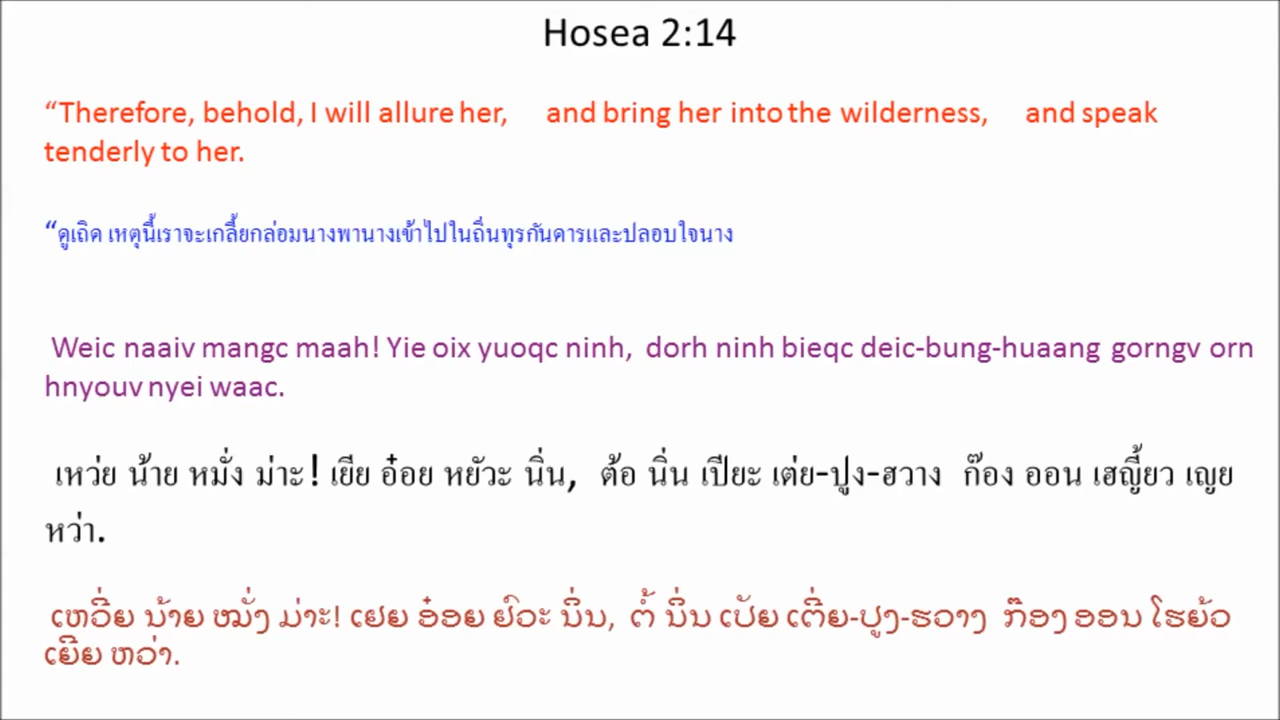 Hosea 2:14
“Therefore, behold, I will allure her, and bring her into the wilderness, and speak
tenderly to her.
“ดูเถิด เหตุนี้เราจะเกลี้ยกล่อมนางพานางเข้าไปในถิ่นทุรกันดารและปลอบใจนาง
Weic naaiv mangc maah! Yie oix yuoqc ninh, dorh ninh bieqc deic-bung-huaang gorngv orn
hnyouv nyei waac.
เหว่ย น้าย หมั่ง ม่าะ! เยีย อ๋อย หยัวะ นิ่น, ต้อ นิ่น เปียะ เต่ย-ปูง-ฮวาง ก๊อง ออน เฮญี้ยว เญย
หว่า.
ເຫວີ່ຍ ນ້າຍ ໝັ່ງ ມ່າະ! ເຢຍ ອ໋ອຍ ຢົວະ ນິ່ນ, ຕໍ້ ນິ່ນ ເປັຍ ເຕີ່ຍ-ປູງ-ຮວາງ ກ໊ອງ ອອນ ໂຮຍ້ວ
ເຍີຍ ຫວ່າ.